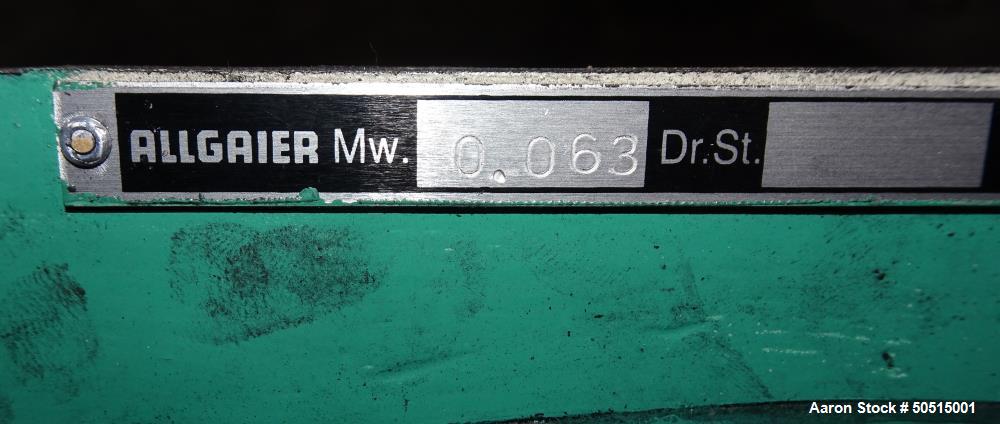 ALLGAIER Mw. 0.063 Dr.St.
Aaron Stock # 50515001